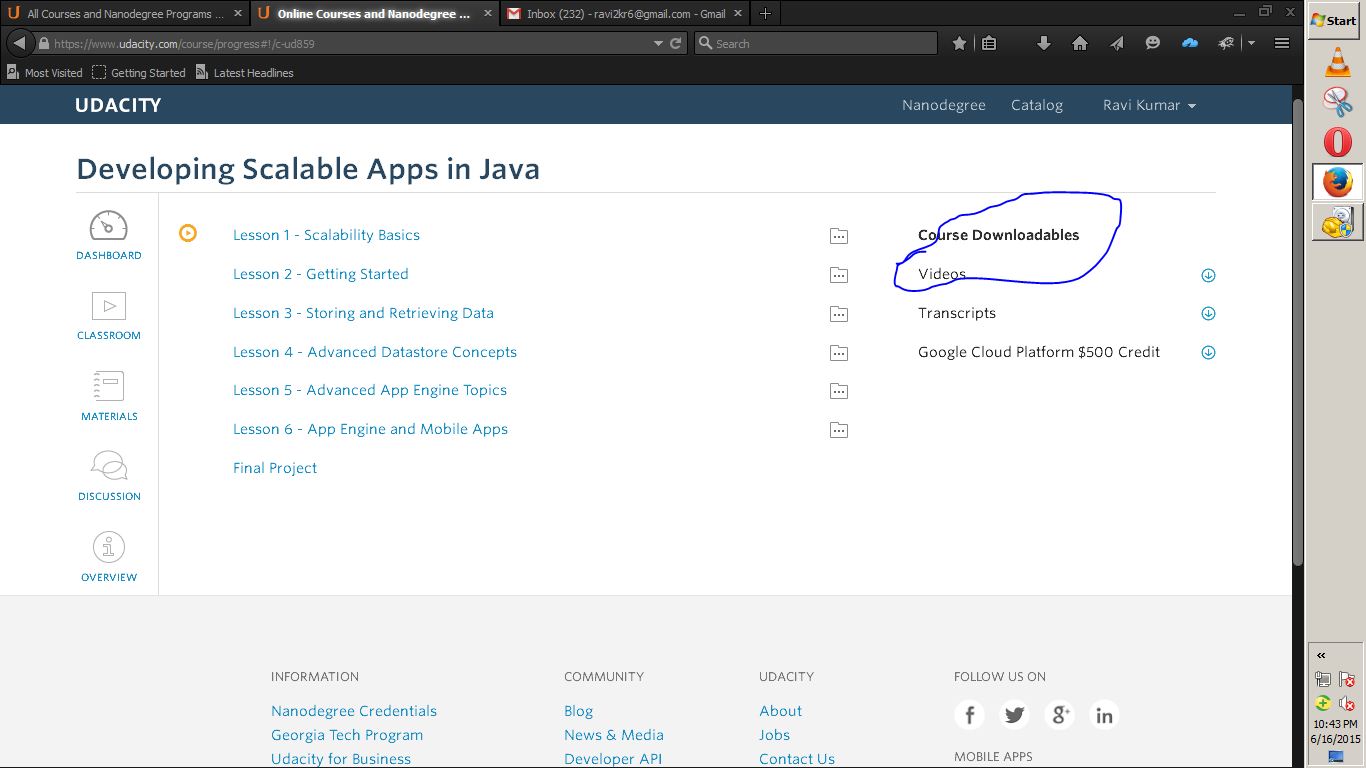 All Courses and Nanodegree Programs ...
Online Courses and Nanodegree ...
Inbox (232) - ravi2kr6@gmail.com - Gmail
https://www.udacity.com/course/progress#!/c-ud859
Search
Most Visited
Getting Started
Latest Headlines
Start
UDACITY
Nanodegree
Catalog
Ravi Kumar
Developing Scalable Apps in Java
DASHBOARD
CLASSROOM
MATERIALS
DISCUSSION
OVERVIEW
Lesson 1 - Scalability Basics
Lesson 2 - Getting Started
Lesson 3 - Storing and Retrieving Data
Lesson 4 - Advanced Datastore Concepts
Lesson 5 - Advanced App Engine Topics
Lesson 6 - App Engine and Mobile Apps
Final Project
Course Downloadables
Videos
Transcripts
Google Cloud Platform $500 Credit
INFORMATION
Nanodegree Credentials
Georgia Tech Program
Udacity for Business
COMMUNITY
Blog
News & Media
Developer API
UDACITY
About
Jobs
Contact Us
FOLLOW US ON
MOBILE APPS
10:43 PM
6/16/2015